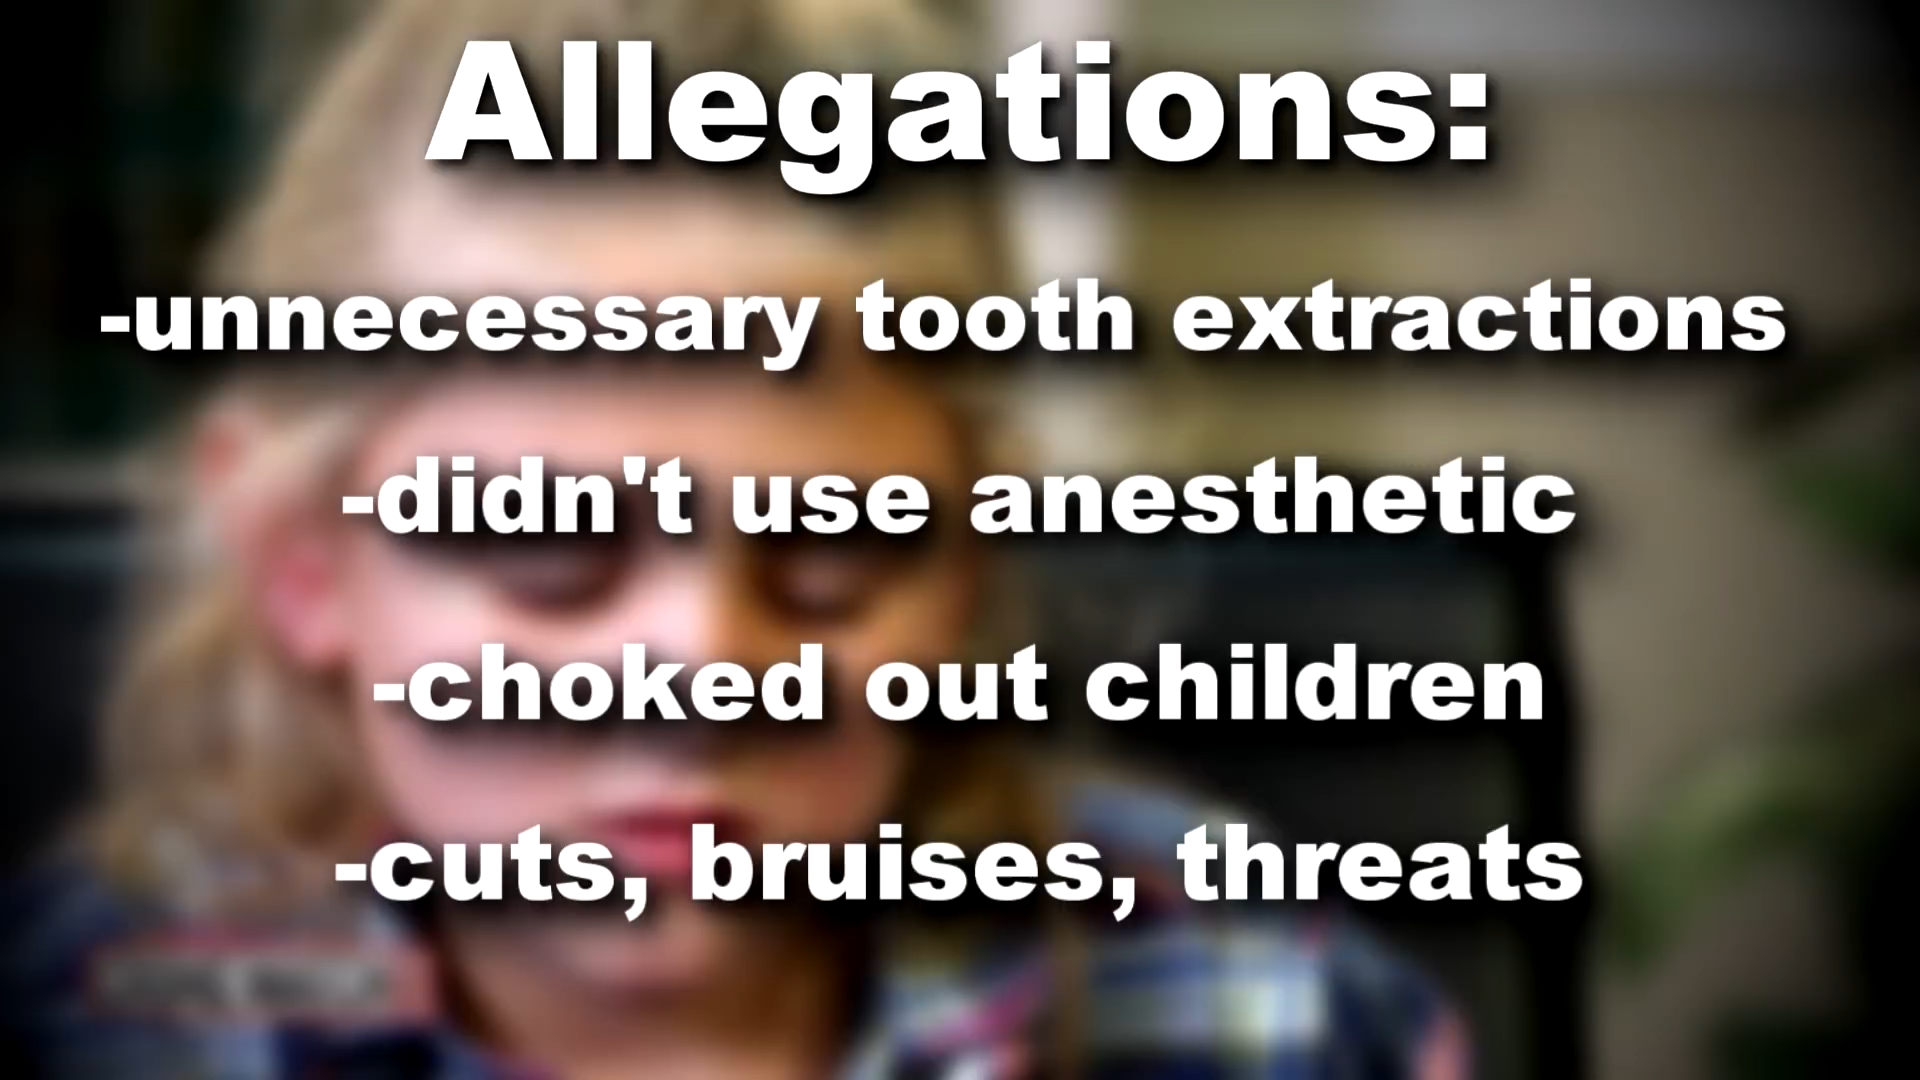 Allegations:
-unnecessary tooth extractions
-didn't use anesthetic
-choked out children
-cuts, bruises, threats